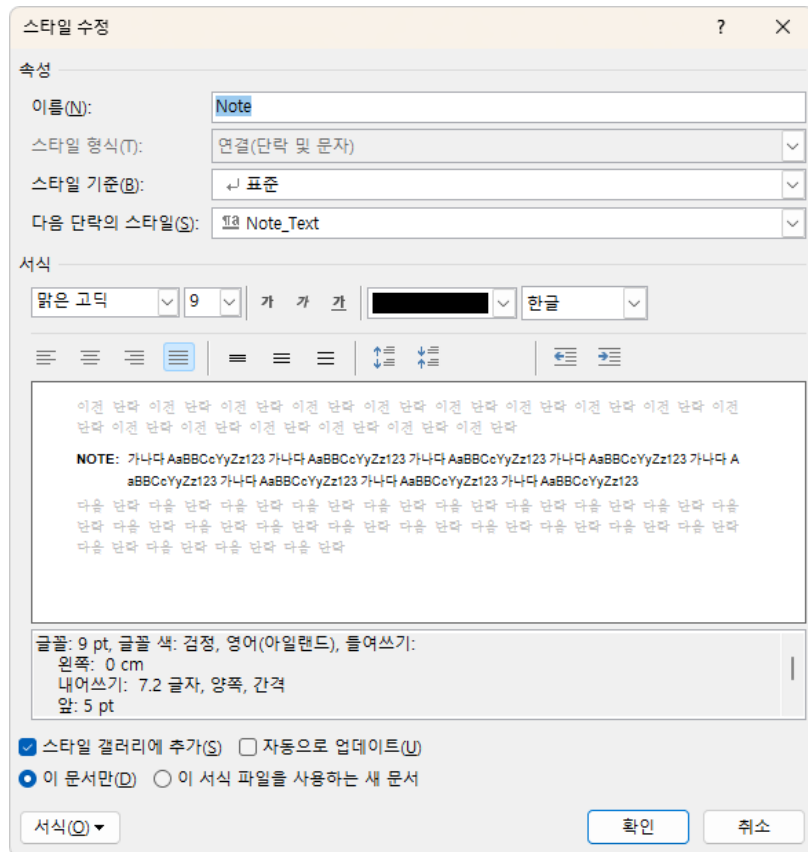 스타일 수정
?
속성
이름(N):
Note
스타일 형식(T):
연결(단락 및 문자)
스타일 기준(B):
표준
다음 단락의 스타일(S):
¶a Note_Text
서식
맑은 고딕
9
가 가 가
한글
이전 단락 이전 단락 이전 단락 이전 단락 이전 단락 이전 단락 이전 단락 이전 단락 이전 단락 이전
단락 이전 단락 이전 단락 이전 단락 이전 단락 이전 단락 이전 단락
NOTE: 가나다 AaBBCcYyZz123 가나다 AaBBCcYyZz123 가나다 AaBBCcYyZz123 가나다 AaBBCcYyZz123 가나다 A
aBBCcYyZz123 가나다 AaBBCcYyZz123 가나다 AaBBCcYyZz123 가나다 AaBBCcYyZz123
다음 단락 다음 단락 다음 단락 다음 단락 다음 단락 다음 단락 다음 단락 다음 단락 다음 단락 다음
단락 다음 단락 다음 단락 다음 단락 다음 단락 다음 단락 다음 단락 다음 단락 다음 단락 다음 단락
다음 단락 다음 단락 다음 단락 다음 단락
글꼴: 9 pt, 글꼴 색: 검정, 영어(아일랜드), 들여쓰기:
왼쪽: 0 cm
내어쓰기: 7.2 글자, 양쪽, 간격
앞: 5 pt
스타일 갤러리에 추가(S) 자동으로 업데이트(U)
이 문서만(D) 이 서식 파일을 사용하는 새 문서
서식(O)
확인
취소